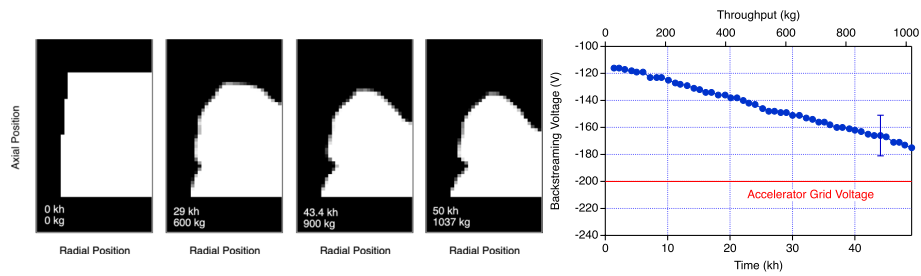 Axial Position
0 kh
0 kg
Radial Position
29 kh
600 kg
Radial Position
43.4 kh
900 kg
Radial Position
50 kh
1037 kg
Radial Position
Throughput (kg)
0 200 400 600 800 1000
Backstreaming Voltage (V)
-100
-120
-140
-160
-180
-200
-220
-240
Accelerator Grid Voltage
0 10 20 30 40
Time (kh)